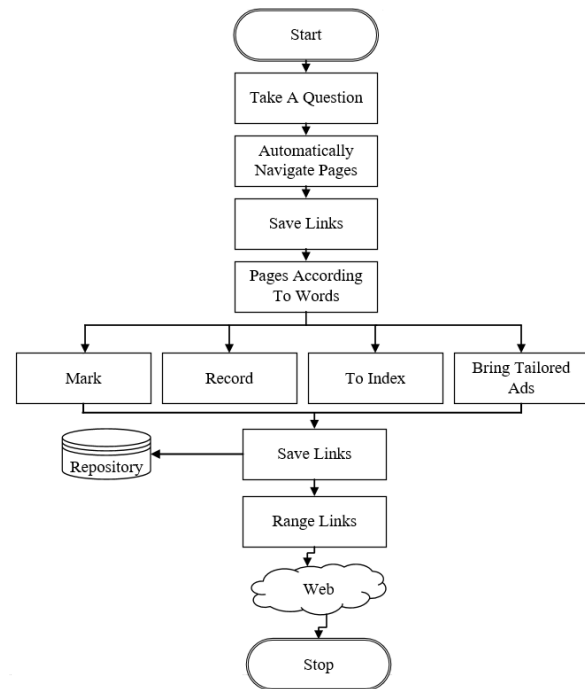 Start
Take A Question
Automatically
Navigate Pages
Save Links
Pages According
To Words
Mark
Record
To Index
Bring Tailored
Ads
Repository
Save Links
Range Links
Web
Stop